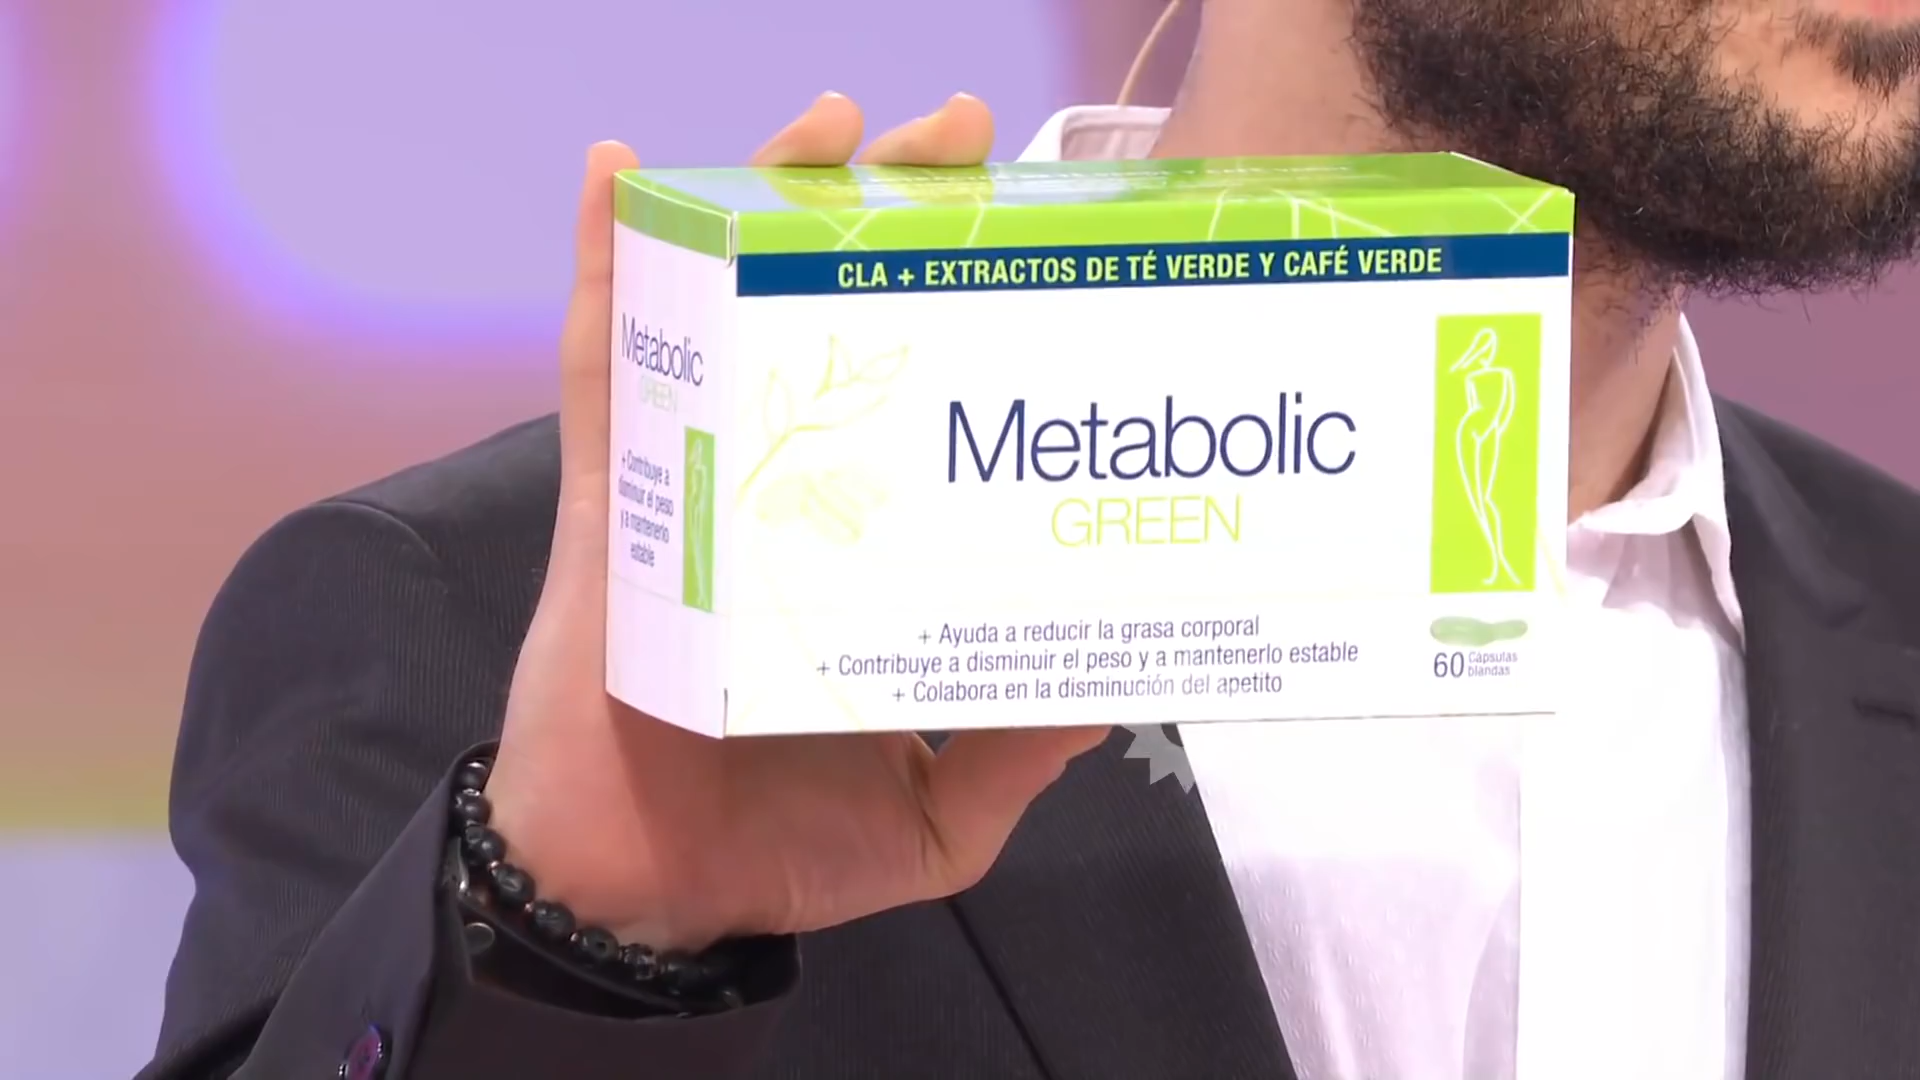 CLA + EXTRACTOS DE TÉ VERDE Y CAFÉ VERDE
Metabolic
GREEN
+ Ayuda a reducir la grasa corporal
+ Contribuye a disminuir el peso y a mantenerlo estable
+ Colabora en la disminución del apetito
60 Cápsulas
blandas
Metabolic
GREEN
+ Contribuye a
disminuir el peso
y a mantenerlo
estable